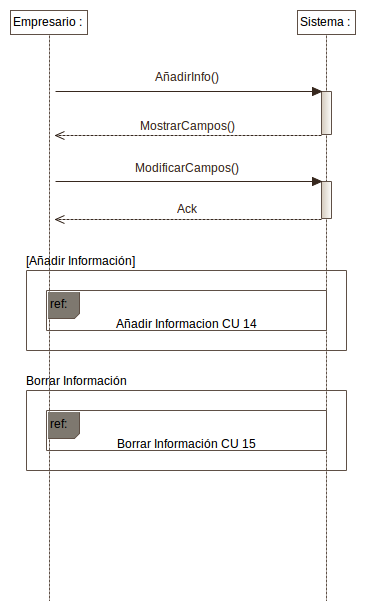 Empresario :
Sistema :
AñadirInfo()
MostrarCampos()
ModificarCampos()
Ack
[Añadir Información]
ref:
Añadir Informacion CU 14
Borrar Información
ref:
Borrar Información CU 15